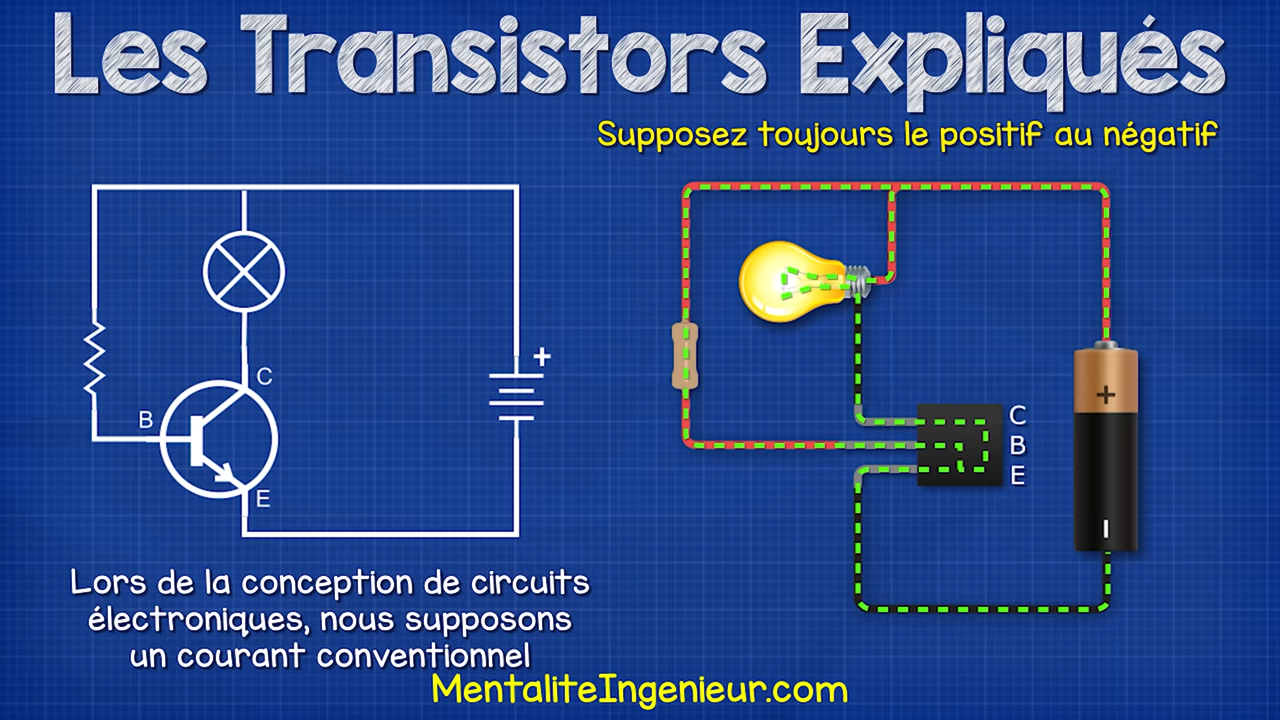 Les Transistors Expliqués
Supposez toujours le positif au négatif
C
B
E
+
C
B
E
+
I
Lors de la conception de circuits
électroniques, nous supposons
un courant conventionnel
MentaliteIngenieur.com